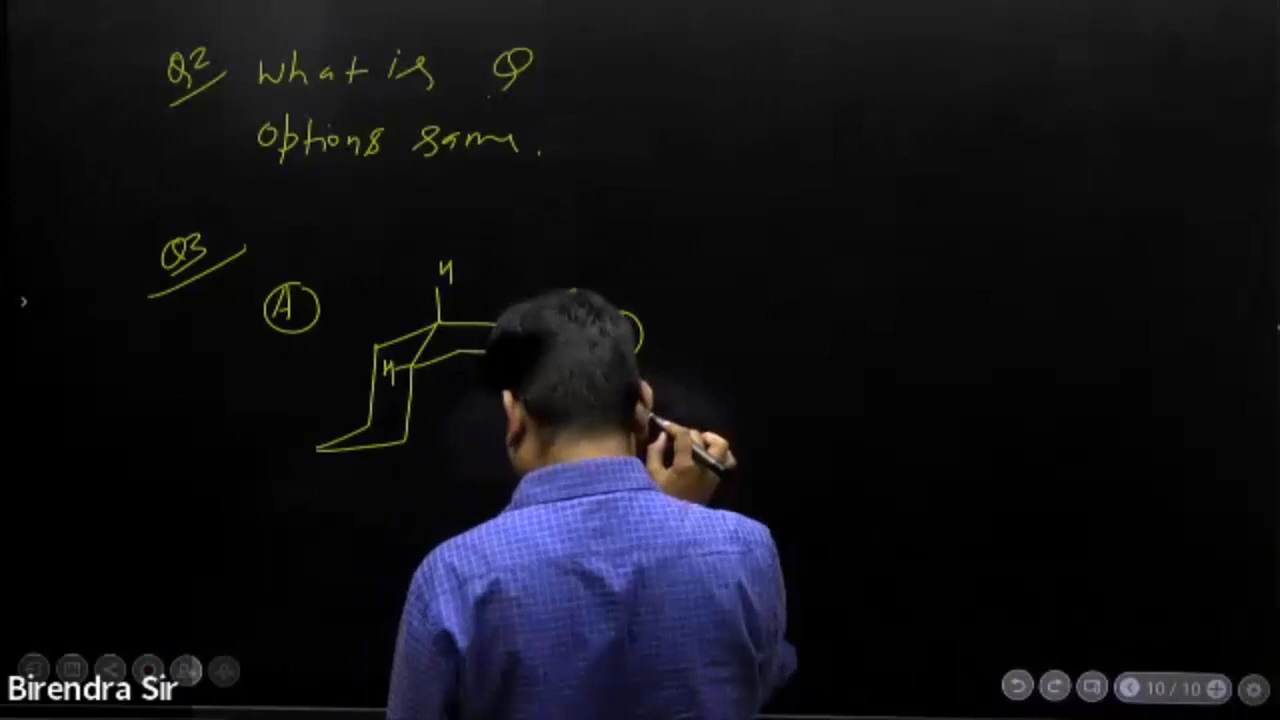 Q2 What is Q
Options same.
Q3
A
H
H
Birendra Sir
10 / 10